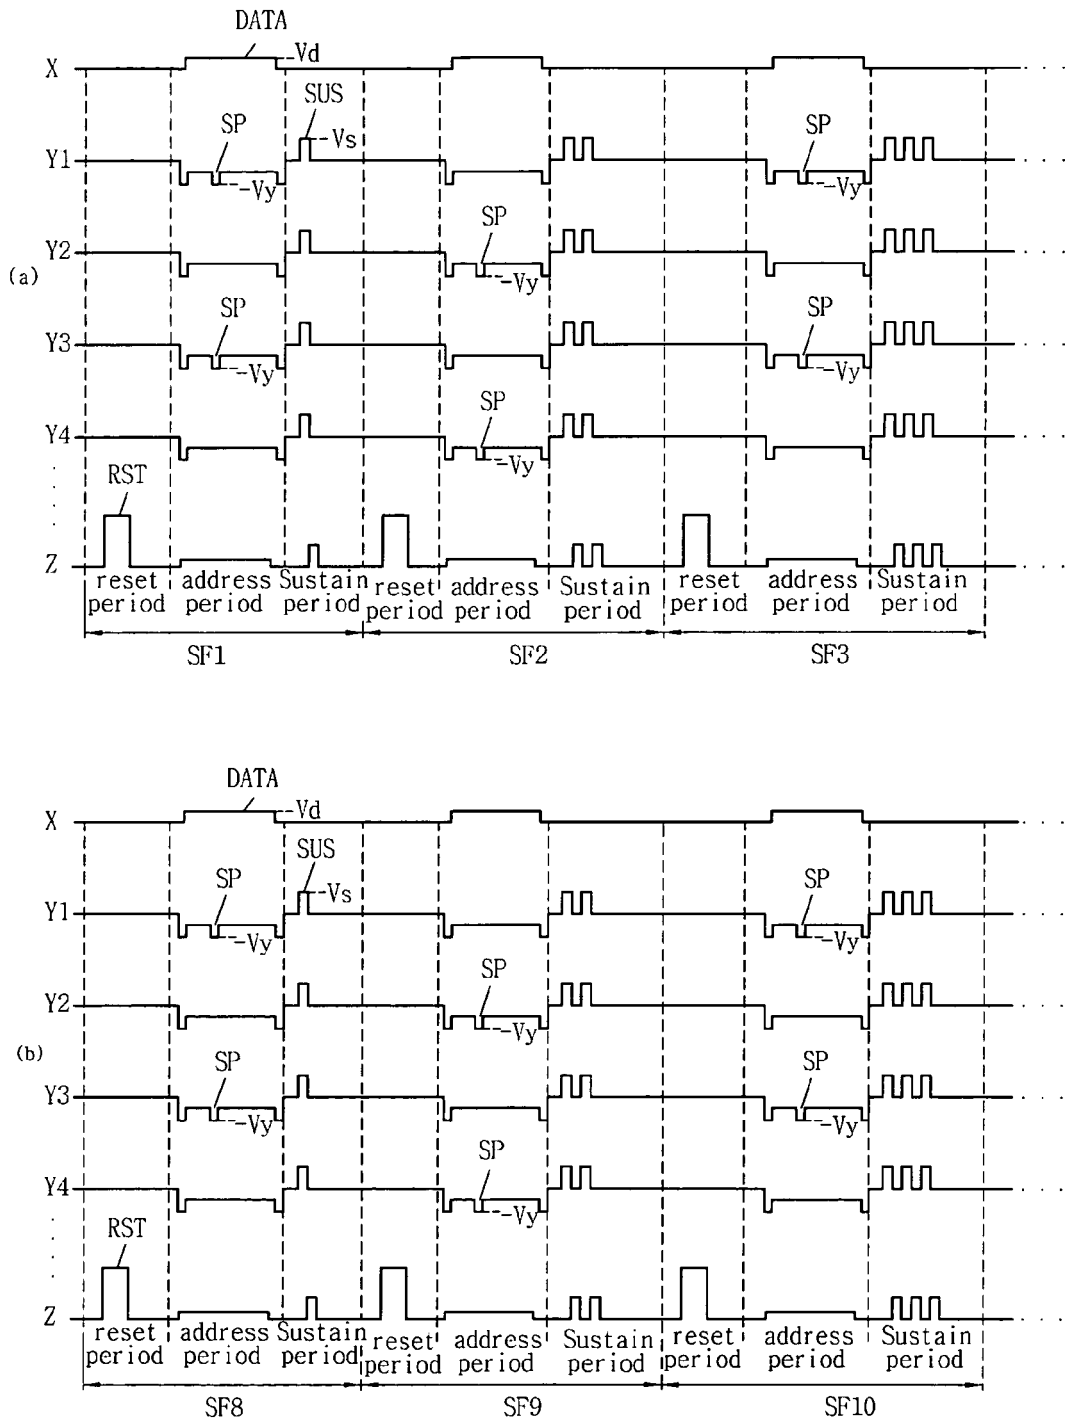 DATA
Vd
X
SUS
SP
Vs
Y1
-Vy
SP
-Vy
SP
Y2
-Vy
(a)
SP
Y3
-Vy
SP
-Vy
SP
Y4
-Vy
RST
Z
reset period
address period
Sustain period
reset period
address period
Sustain period
reset period
address period
Sustain period
SF1
SF2
SF3
DATA
Vd
X
SUS
SP
Vs
Y1
-Vy
SP
-Vy
SP
Y2
-Vy
(b)
SP
Y3
-Vy
SP
-Vy
SP
Y4
-Vy
RST
Z
reset period
address period
Sustain period
reset period
address period
Sustain period
reset period
address period
Sustain period
SF8
SF9
SF10